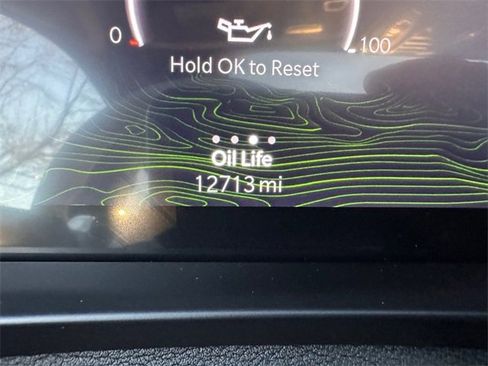 0 100
Hold OK to Reset
Oil Life
12713 mi